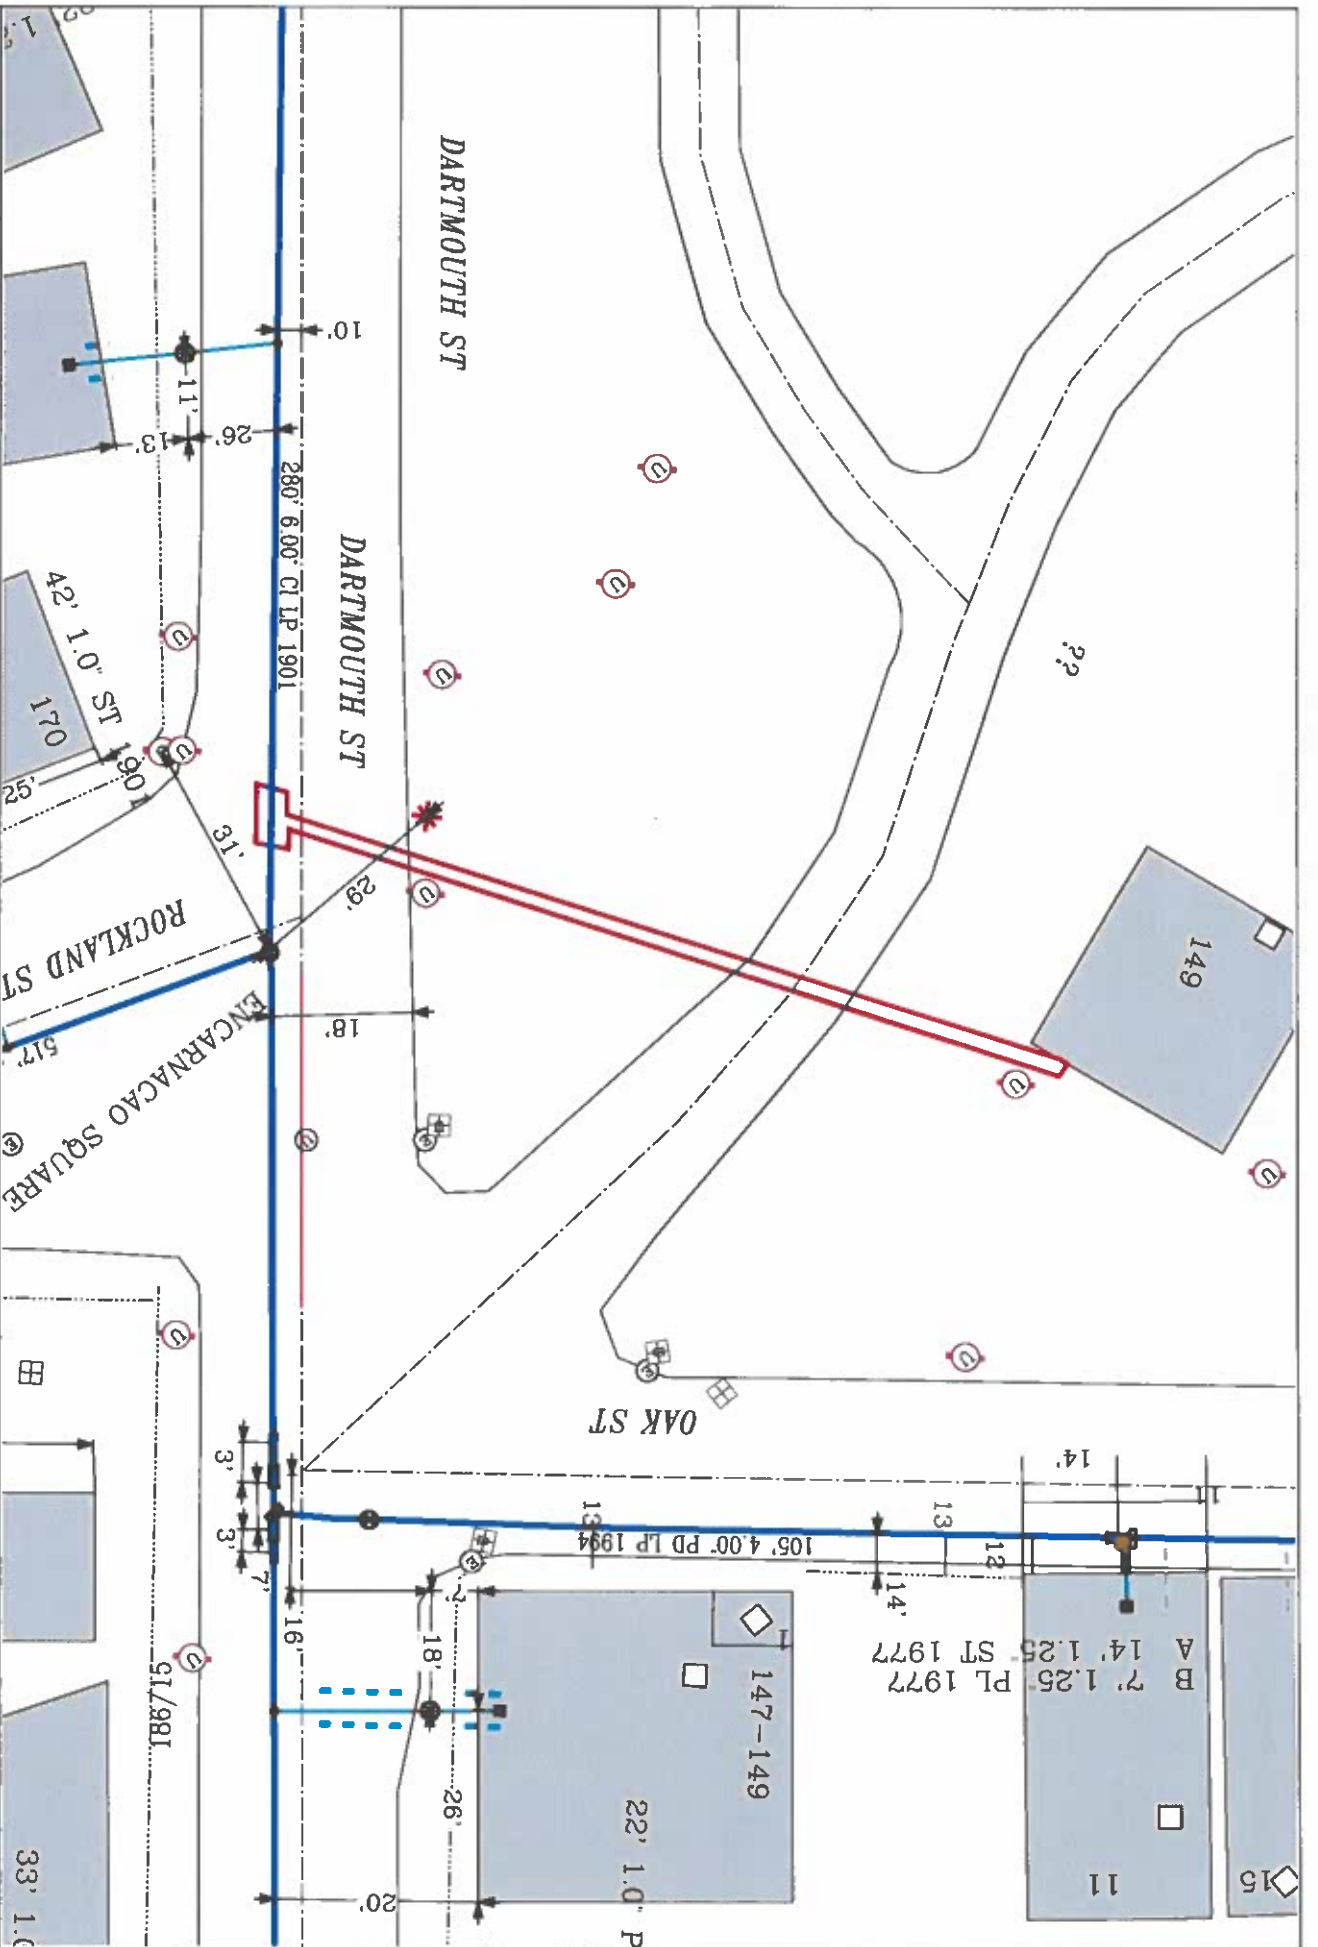 DARTMOUTH ST
10'
11'
13'
26'
280' 6.00" CI LP 1901
DARTMOUTH ST
??
42' 1.0" ST 1901
170
25'
31'
29'
149
ROCKLAND ST
517'
ENCARNACAO SQUARE
18'
OAK ST
3'
3'
7'
16'
13
13
12
11
14'
14'
105' 4.00" PD LP 1994
A 14' 1.25" ST 1977
B 7' 1.25" PL 1977
18'
26'
20'
147-149
1
22' 1.0" P
11
15
33' 1.0